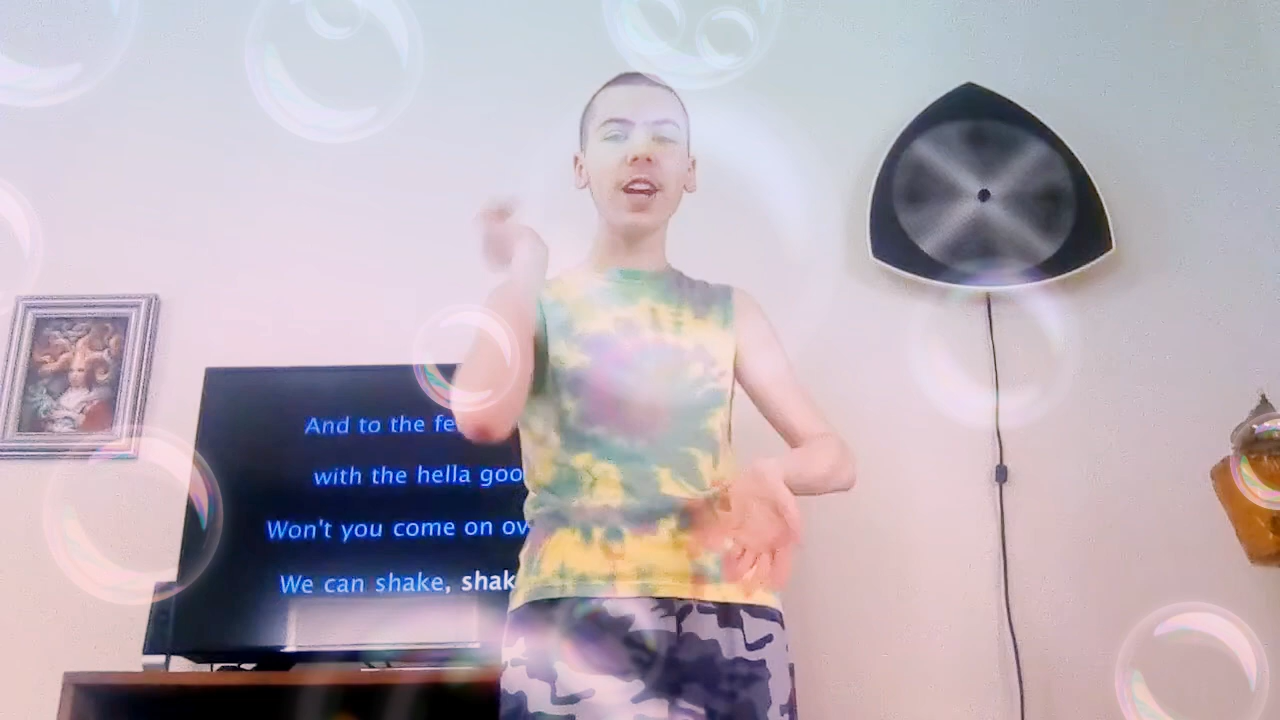 And to the fe
with the hella goo
Won't you come on ov
We can shake, shak